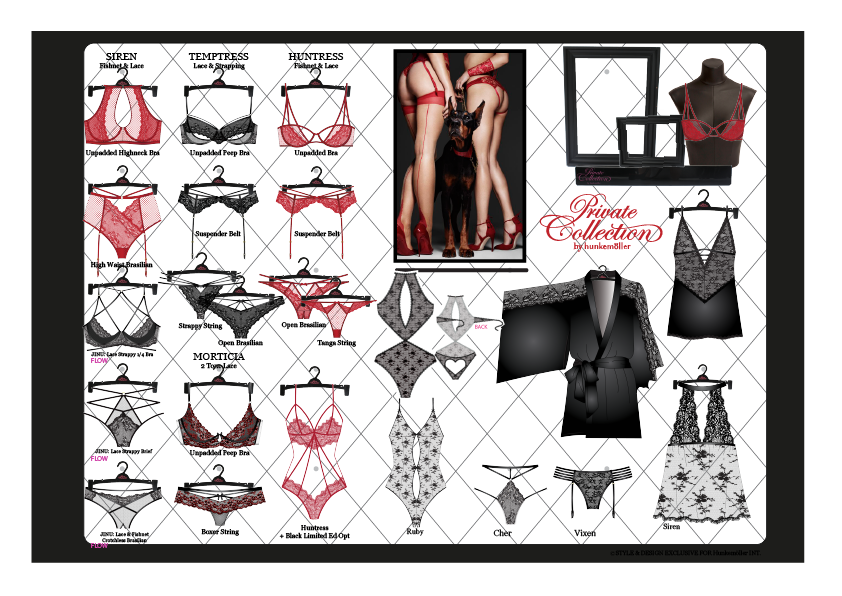 SIREN
Fishnet & Lace
TEMPTRESS
Lace & Strapping
HUNTRESS
Fishnet & Lace
Unpadded Highneck Bra
Unpadded Peep Bra
Unpadded Bra
High Waist Brasilian
Suspender Belt
Suspender Belt
Strappy String
Open Brasilian
Open Brasilian
Tanga String
JINU: Lace Strappy 1/4 Bra
FLOW
MORTICIA
2 Tone Lace
JINU: Lace Strappy Brief
FLOW
Unpadded Peep Bra
JINU: Lace & Fishnet
Crotchless Brasilian
FLOW
Boxer String
Huntress
+ Black Limited Ed Opt
Private
Collection
Private
Collection
by hunkemöller
BACK
Ruby
Cher
Vixen
Siren
© STYLE & DESIGN EXCLUSIVE FOR Hunkemöller INT